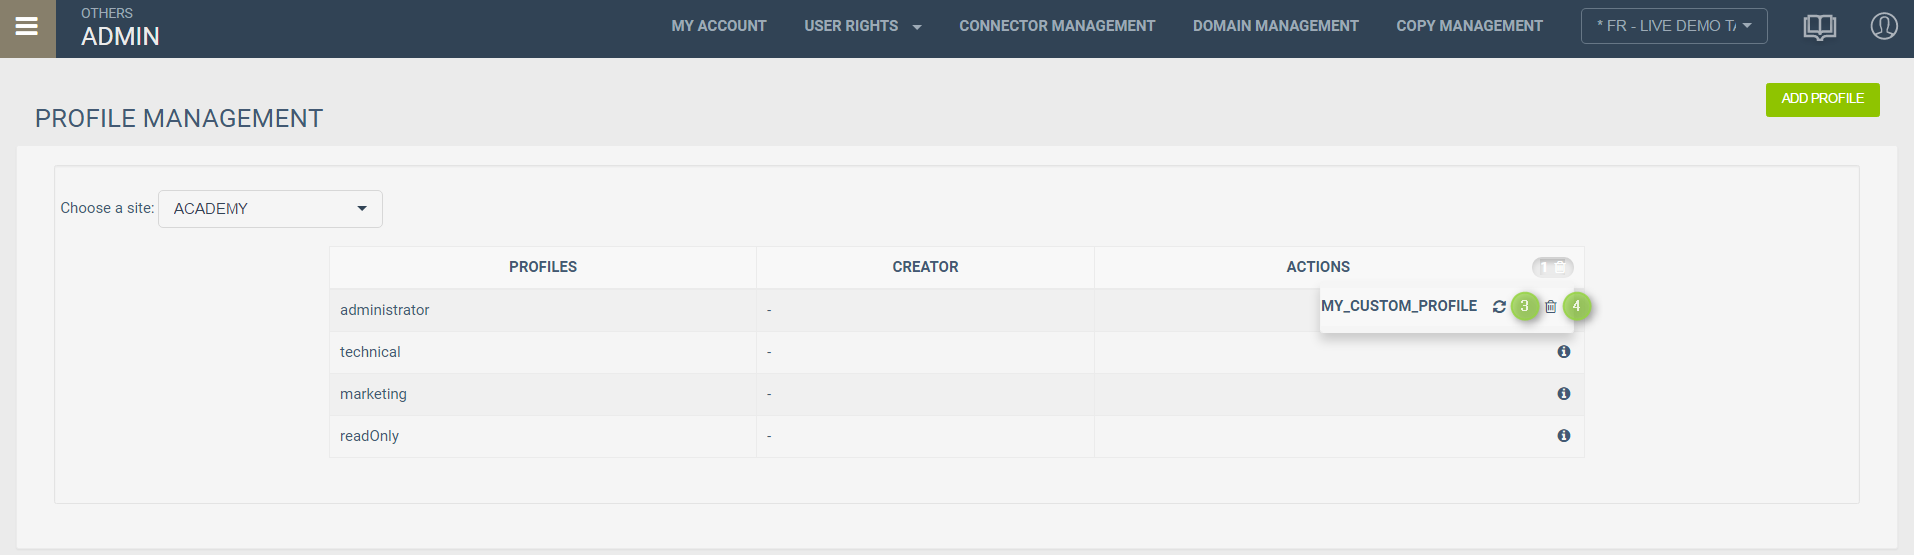 OTHERS
ADMIN
MY ACCOUNT
USER RIGHTS
CONNECTOR MANAGEMENT
DOMAIN MANAGEMENT
COPY MANAGEMENT
* FR - LIVE DEMO TA
PROFILE MANAGEMENT
ADD PROFILE
Choose a site: ACADEMY
PROFILES CREATOR ACTIONS 1
MY_CUSTOM_PROFILE 3 4
administrator -
technical -
marketing -
readOnly -